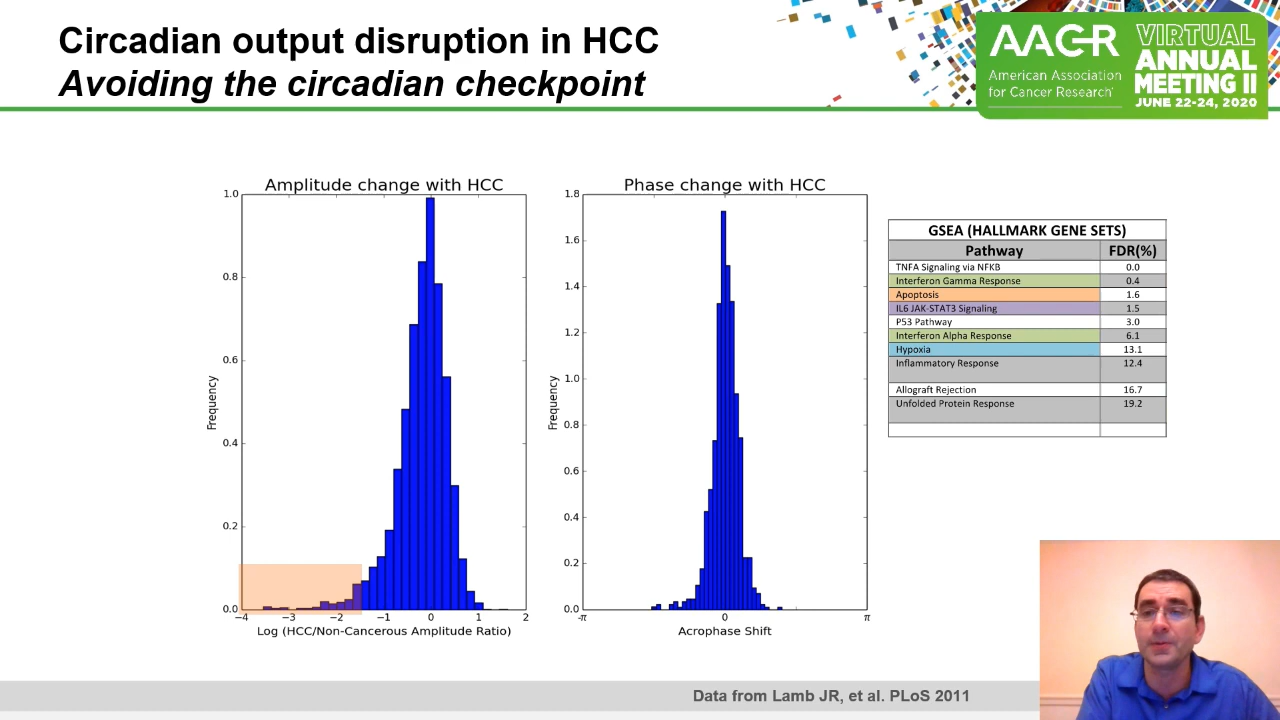 Circadian output disruption in HCC
Avoiding the circadian checkpoint
AACR
American Association
for Cancer Research
VIRTUAL
ANNUAL
MEETING II
JUNE 22-24, 2020
Amplitude change with HCC
1.0
0.8
0.6
0.4
0.2
0.0
Frequency
−4 −3 −2 −1 0 1 2
Log (HCC/Non-Cancerous Amplitude Ratio)
Phase change with HCC
1.8
1.6
1.4
1.2
1.0
0.8
0.6
0.4
0.2
0.0
Frequency
-π 0 π
Acrophase Shift
GSEA (HALLMARK GENE SETS)
Pathway FDR(%)
TNFA Signaling via NFKB 0.0
Interferon Gamma Response 0.4
Apoptosis 1.6
IL6 JAK-STAT3 Signaling 1.5
P53 Pathway 3.0
Interferon Alpha Response 6.1
Hypoxia 13.1
Inflammatory Response 12.4
Allograft Rejection 16.7
Unfolded Protein Response 19.2
Data from Lamb JR, et al. PLoS 2011